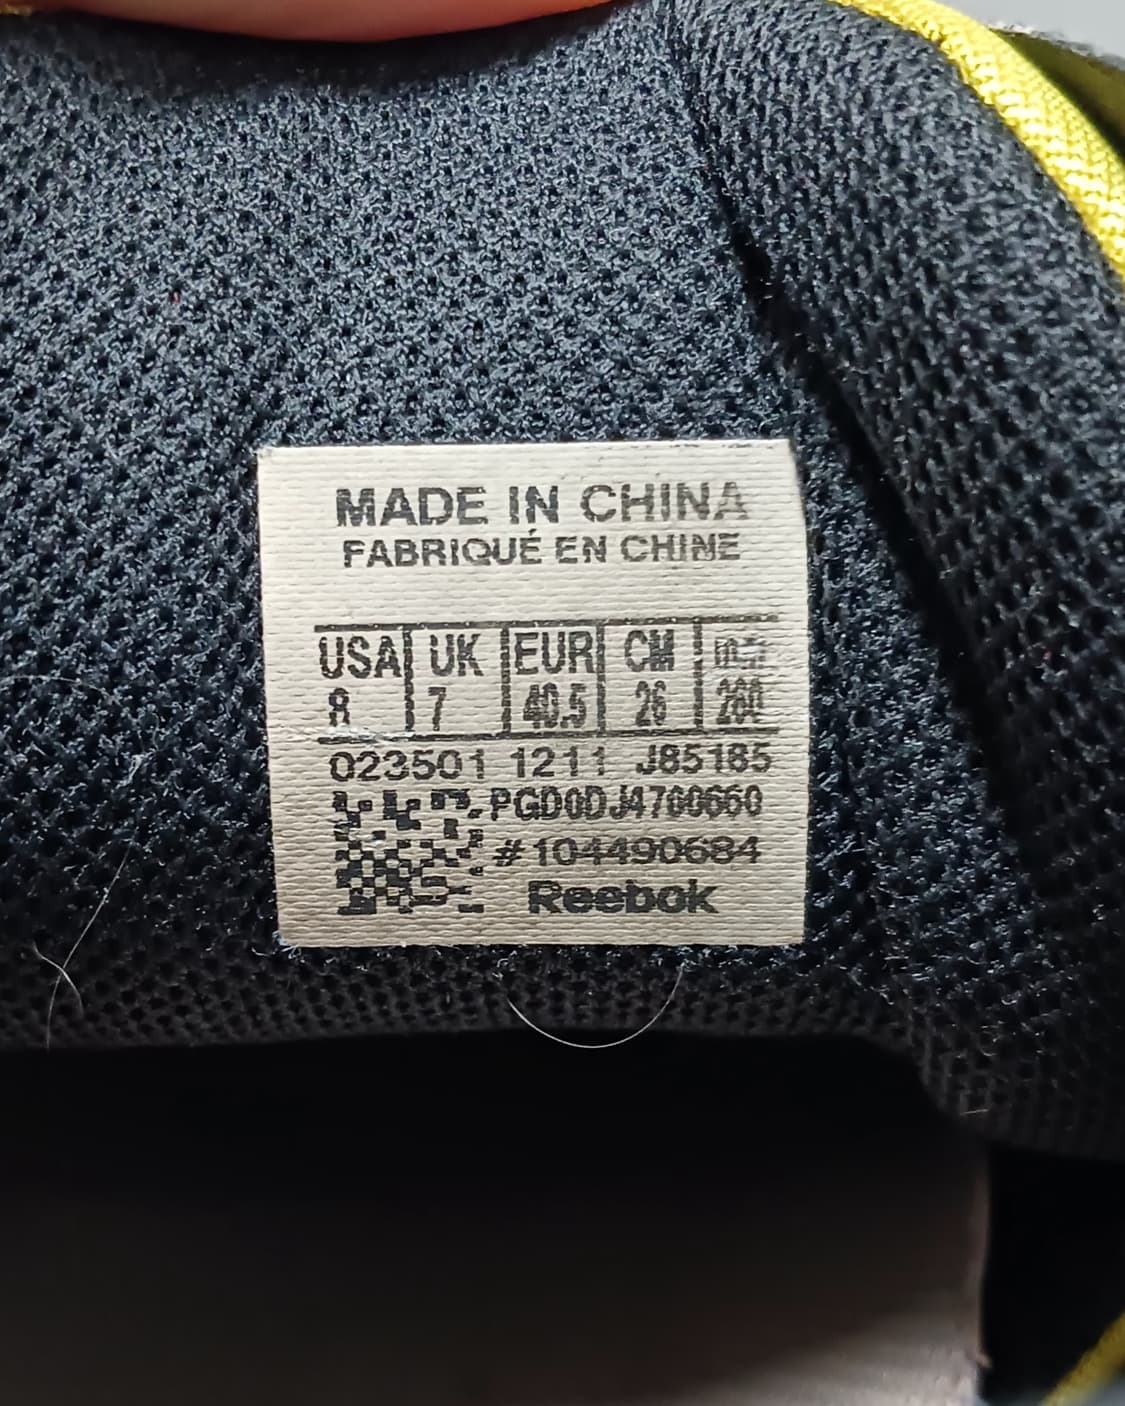 MADE IN CHINA
FABRIQUÉ EN CHINE
USA UK EUR CM
8 7 40.5 26 260
023501 1211 J85185
PGD0DJ4700660
#104490684
Reebok